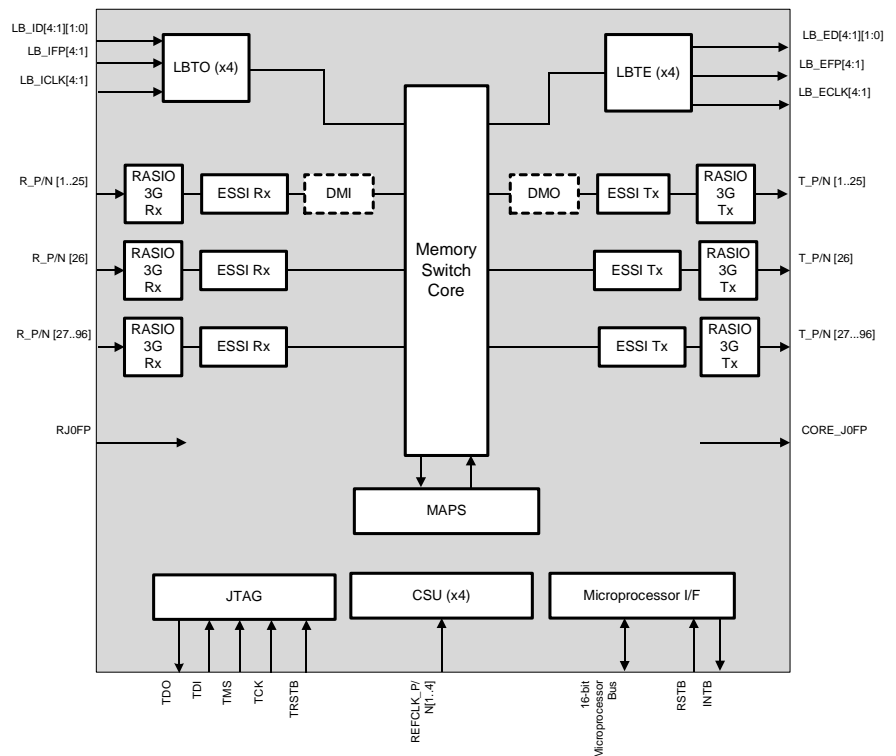 LB_ID[4:1][1:0]
LB_IFP[4:1]
LB_ICLK[4:1]
LBTO (x4)
LBTE (x4)
LB_ED[4:1][1:0]
LB_EFP[4:1]
LB_ECLK[4:1]
R_P/N [1..25]
RASIO
3G
Rx
ESSI Rx
DMI
Memory
Switch
Core
DMO
ESSI Tx
RASIO
3G
Tx
T_P/N [1..25]
R_P/N [26]
RASIO
3G
Rx
ESSI Rx
ESSI Tx
RASIO
3G
Tx
T_P/N [26]
R_P/N [27..96]
RASIO
3G
Rx
ESSI Rx
ESSI Tx
RASIO
3G
Tx
T_P/N [27..96]
RJ0FP
CORE_J0FP
MAPS
JTAG
CSU (x4)
Microprocessor I/F
TDO
TDI
TMS
TCK
TRSTB
REFCLK_P/
N[1..4]
16-bit
Microprocessor
Bus
RSTB
INTB